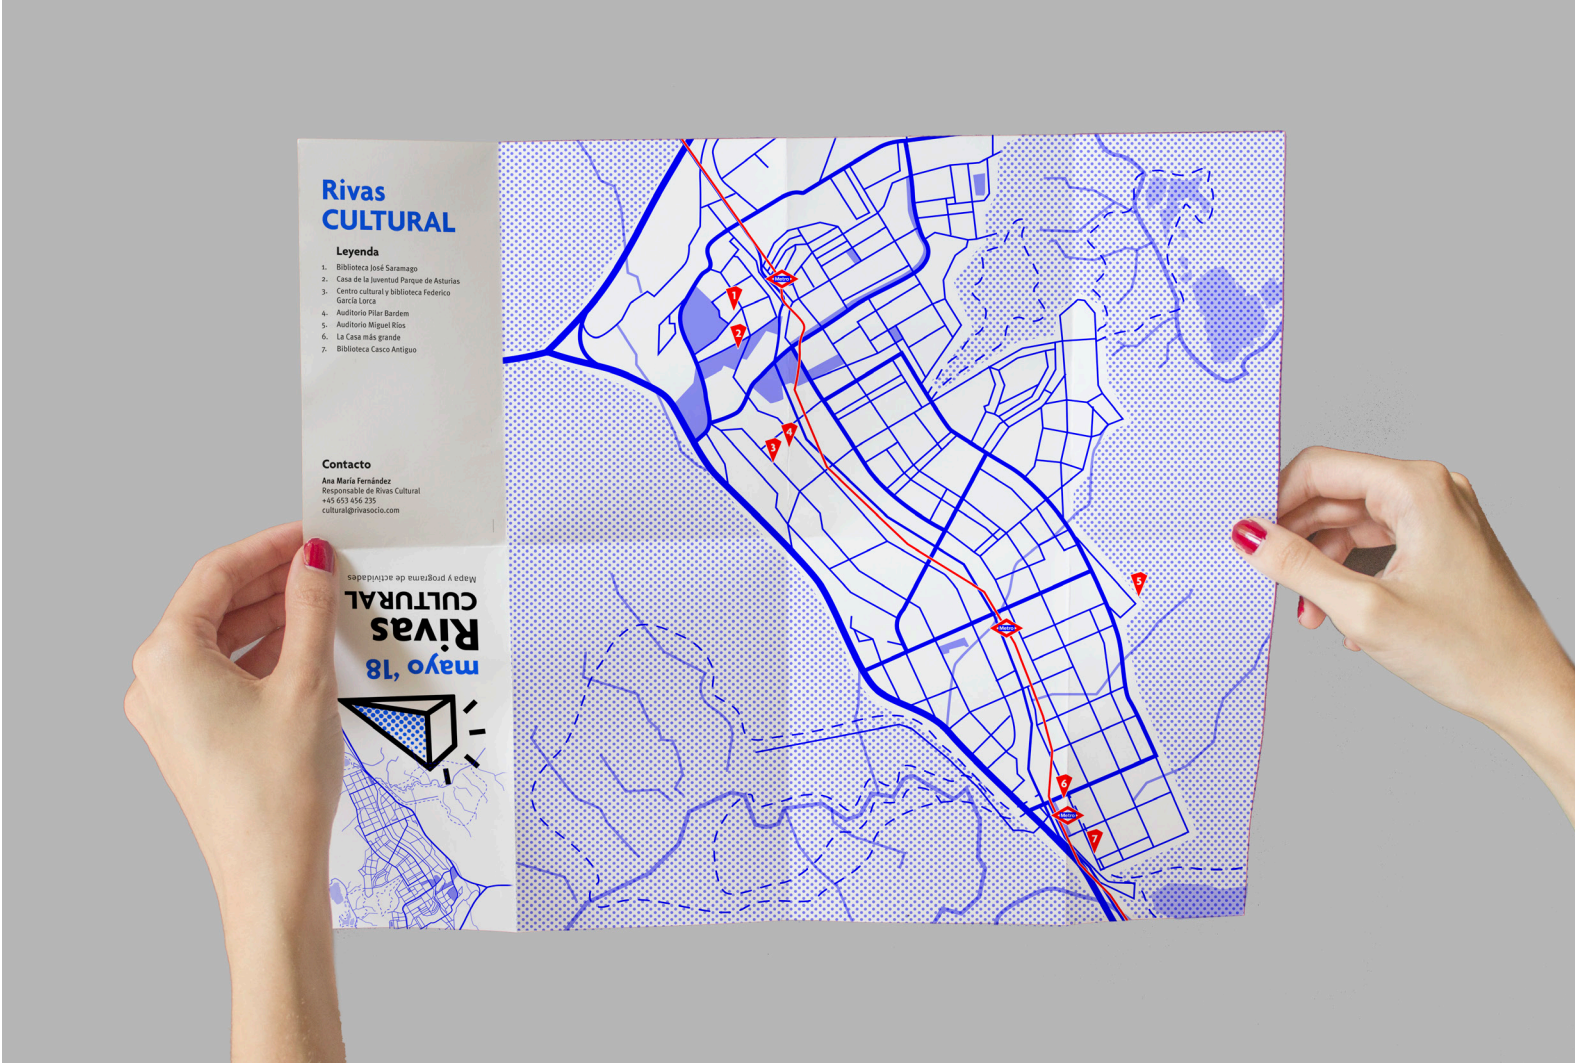 Rivas
CULTURAL
Leyenda
1. Biblioteca José Saramago
2. Casa de la Juventud Parque de Asturias
3. Centro cultural y biblioteca Federico
García Lorca
4. Auditorio Pilar Bardem
5. Auditorio Miguel Ríos
6. La Casa más grande
7. Biblioteca Casco Antiguo
Contacto
Ana María Fernández
Responsable de Rivas Cultural
+45 653 456 235
cultural@rivasocio.com
mayo '18
Rivas
CULTURAL
Mapa y programa de actividades
Metro
1
2
4
3
5
Metro
6
Metro
7